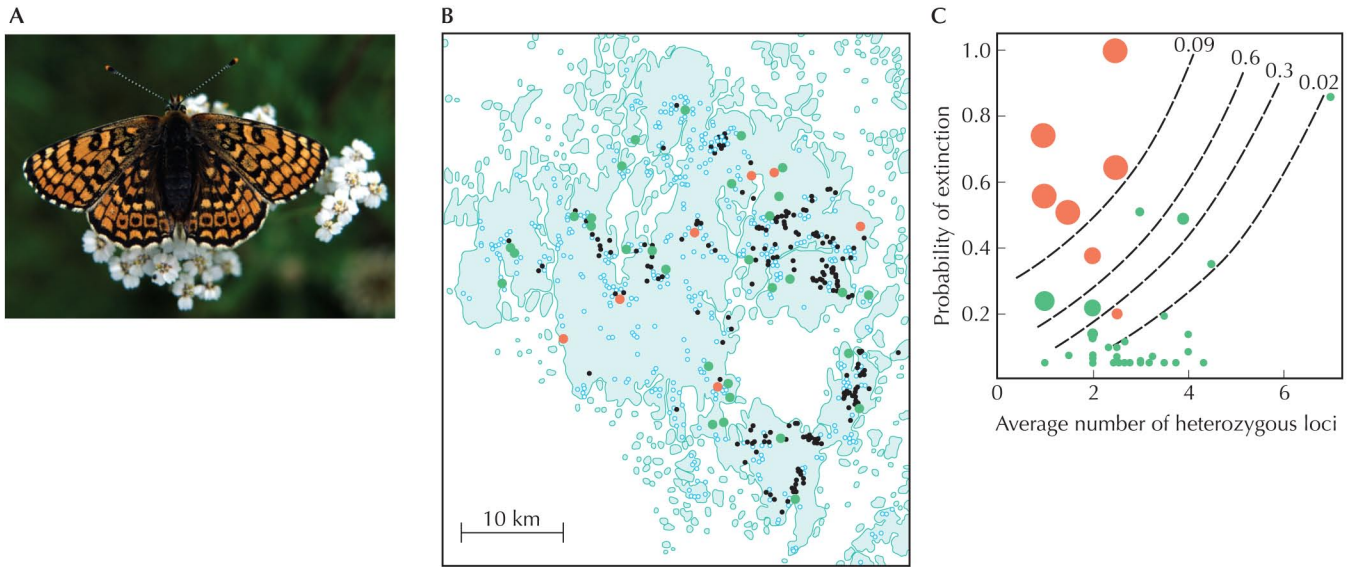 A
B
10 km
C
Probability of extinction
1.0
0.8
0.6
0.4
0.2
0
2
4
6
0.09
0.6
0.3
0.02
Average number of heterozygous loci